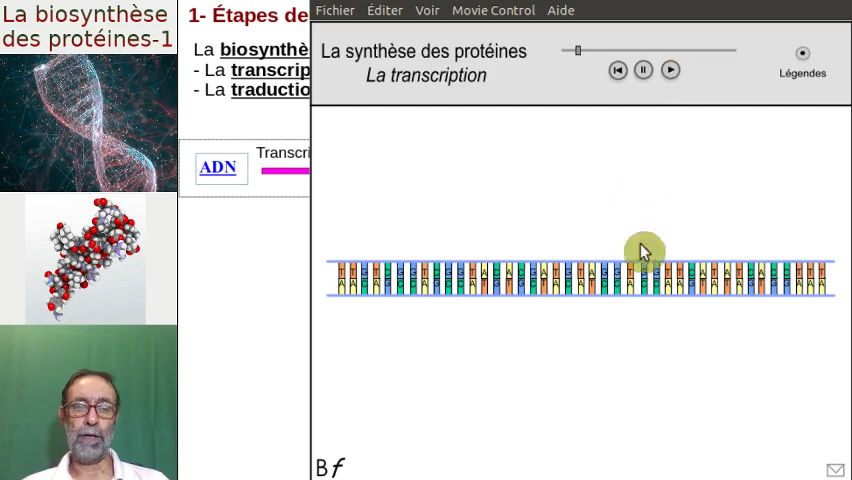 La biosynthèse
des protéines-1
1- Étapes de
La biosynthè
- La transcrip
- La traductio
ADN
Transcri
Fichier Éditer Voir Movie Control Aide
La synthèse des protéines
La transcription
Légendes
Bf